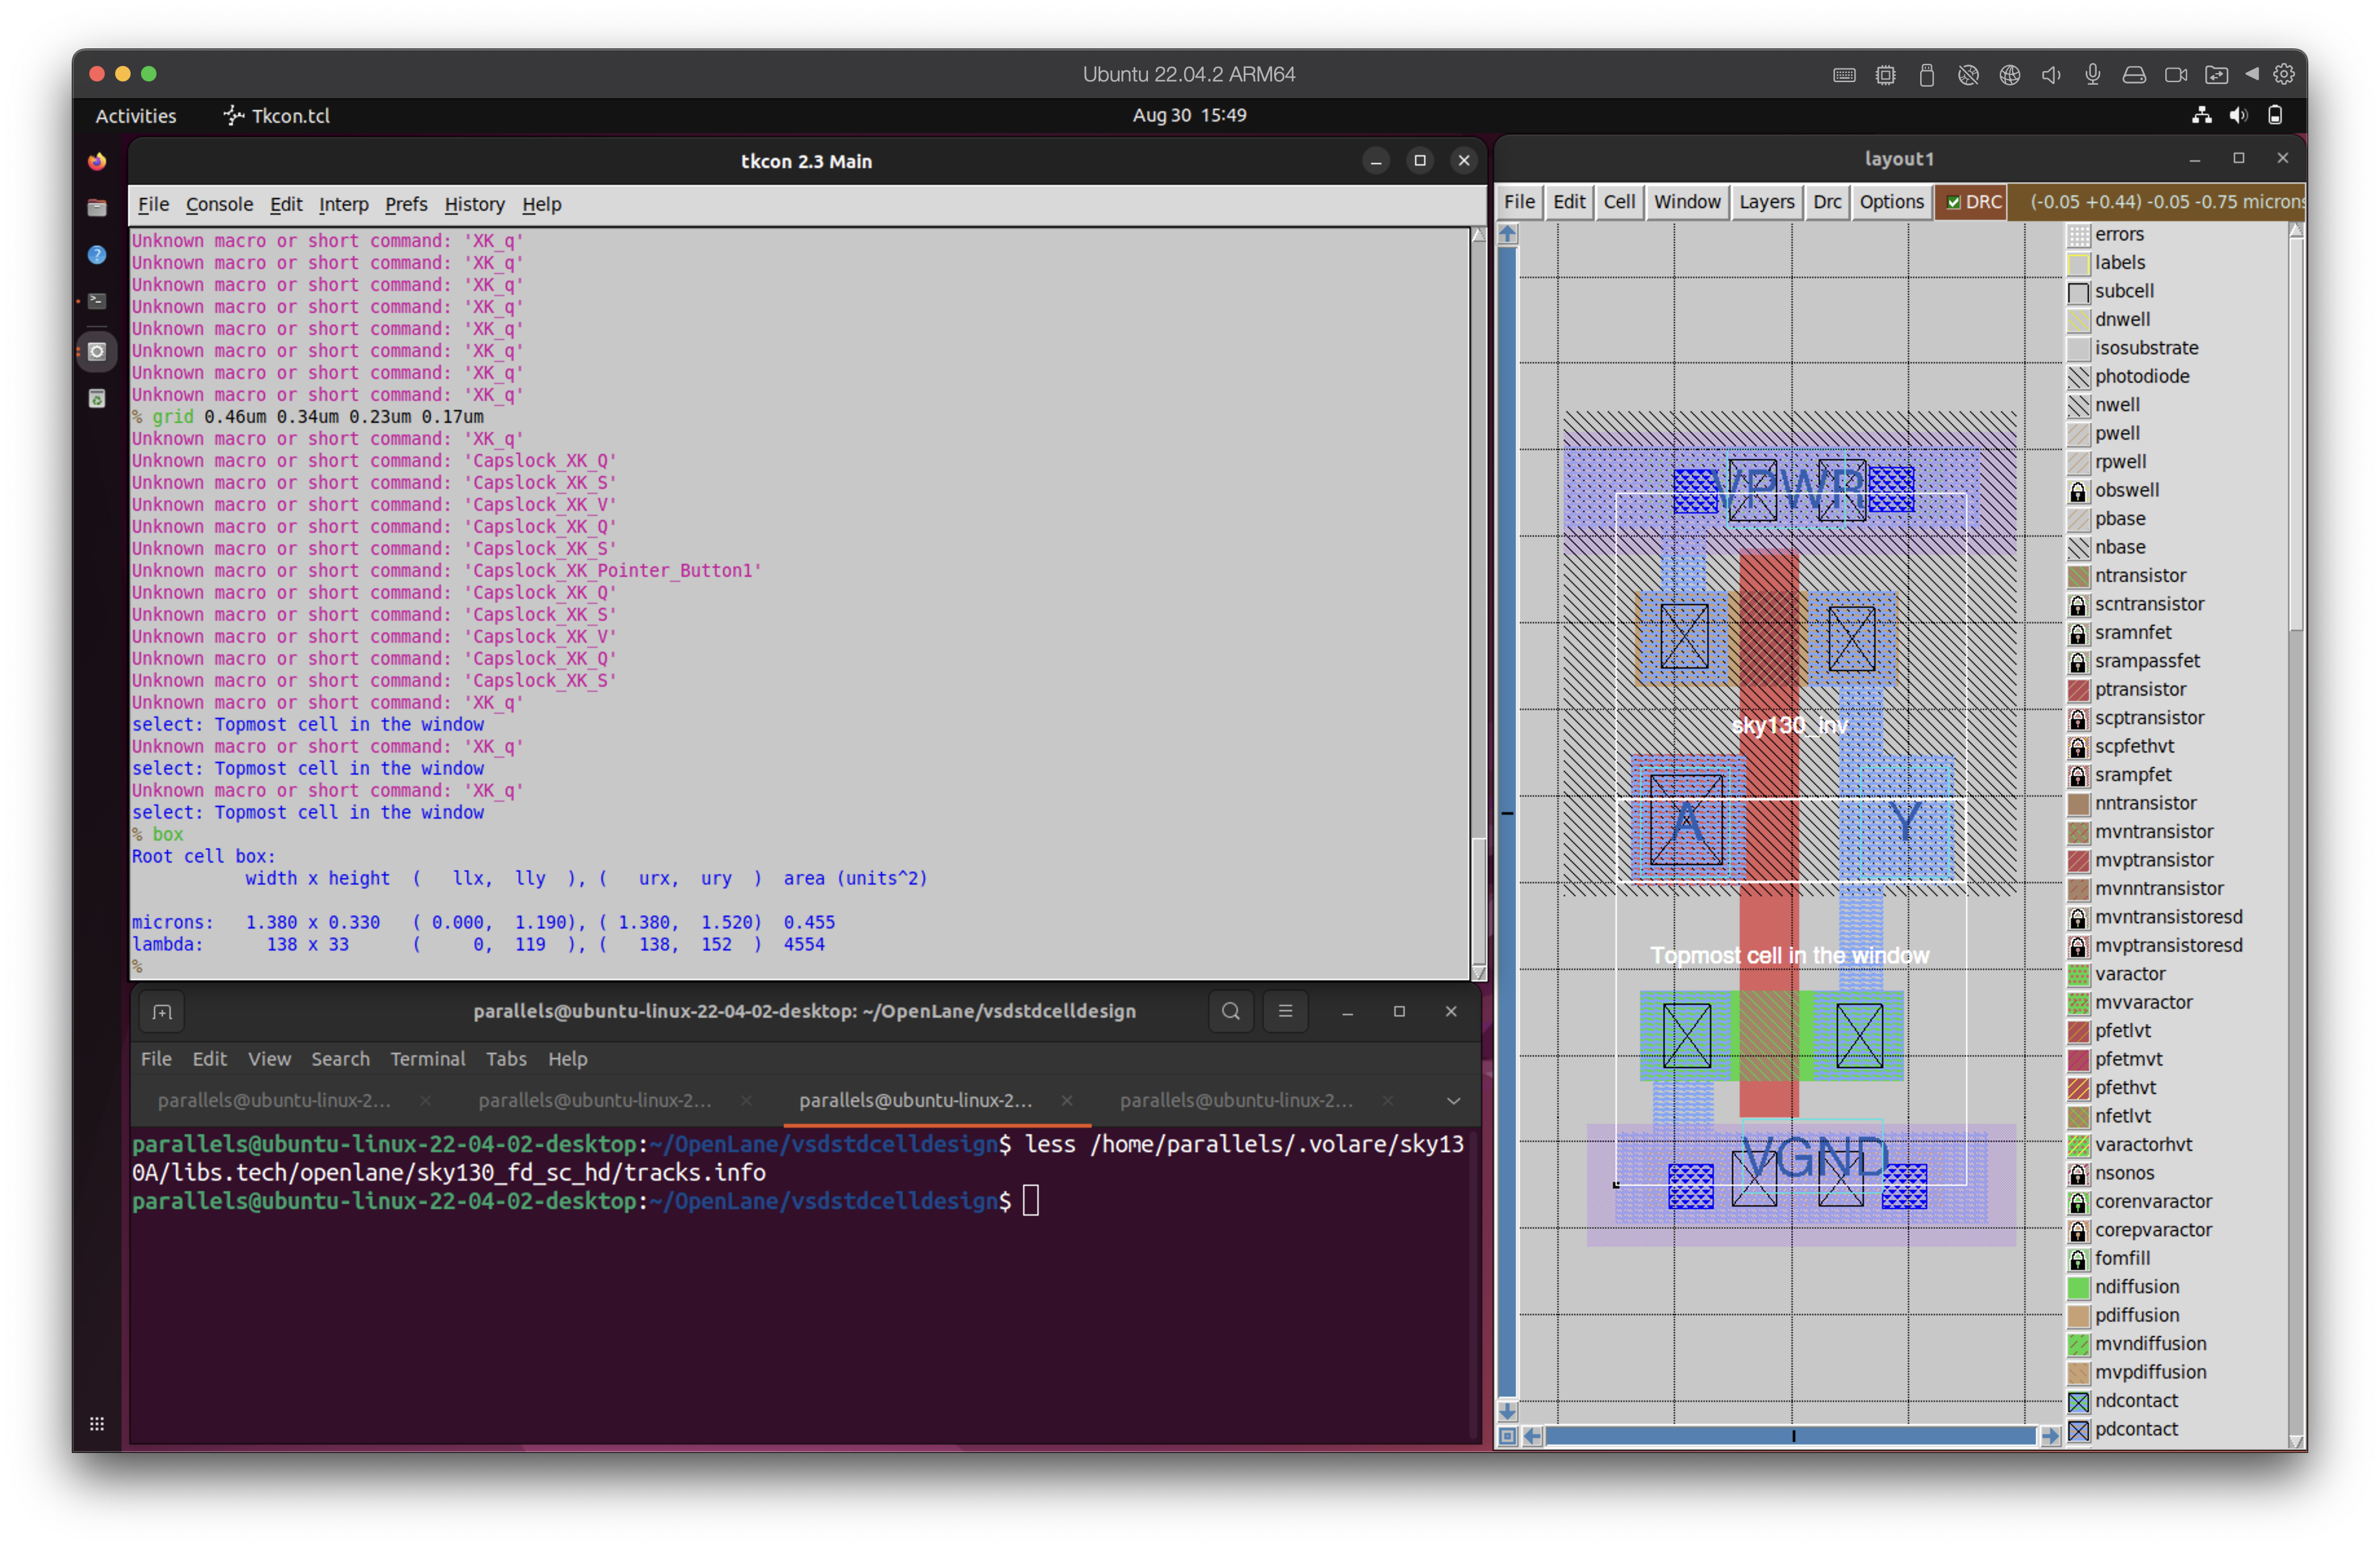 Ubuntu 22.04.2 ARM64
Activities
Tkcon.tcl
Aug 30 15:49
tkcon 2.3 Main
File Console Edit Interp Prefs History Help
Unknown macro or short command: 'XK_q'
Unknown macro or short command: 'XK_q'
Unknown macro or short command: 'XK_q'
Unknown macro or short command: 'XK_q'
Unknown macro or short command: 'XK_q'
Unknown macro or short command: 'XK_q'
Unknown macro or short command: 'XK_q'
Unknown macro or short command: 'XK_q'
% grid 0.46um 0.34um 0.23um 0.17um
Unknown macro or short command: 'XK_q'
Unknown macro or short command: 'Capslock_XK_Q'
Unknown macro or short command: 'Capslock_XK_S'
Unknown macro or short command: 'Capslock_XK_V'
Unknown macro or short command: 'Capslock_XK_Q'
Unknown macro or short command: 'Capslock_XK_S'
Unknown macro or short command: 'Capslock_XK_Pointer_Button1'
Unknown macro or short command: 'Capslock_XK_Q'
Unknown macro or short command: 'Capslock_XK_S'
Unknown macro or short command: 'Capslock_XK_V'
Unknown macro or short command: 'Capslock_XK_Q'
Unknown macro or short command: 'Capslock_XK_S'
Unknown macro or short command: 'XK_q'
select: Topmost cell in the window
Unknown macro or short command: 'XK_q'
select: Topmost cell in the window
Unknown macro or short command: 'XK_q'
select: Topmost cell in the window
% box
Root cell box:
width x height ( llx, lly ), ( urx, ury ) area (units^2)
microns: 1.380 x 0.330 ( 0.000, 1.190), ( 1.380, 1.520) 0.455
lambda: 138 x 33 ( 0, 119 ), ( 138, 152 ) 4554
%
parallels@ubuntu-linux-22-04-02-desktop: ~/OpenLane/vsdstdcelldesign
File Edit View Search Terminal Tabs Help
parallels@ubuntu-linux-2... parallels@ubuntu-linux-2... parallels@ubuntu-linux-2... parallels@ubuntu-linux-2...
parallels@ubuntu-linux-22-04-02-desktop:~/OpenLane/vsdstdcelldesign$ less /home/parallels/.volare/sky13
0A/libs.tech/openlane/sky130_fd_sc_hd/tracks.info
parallels@ubuntu-linux-22-04-02-desktop:~/OpenLane/vsdstdcelldesign$
layout1
File Edit Cell Window Layers Drc Options DRC (-0.05 +0.44) -0.05 -0.75 microns
VPWR
sky130_inv
A
Y
Topmost cell in the window
VGND
errors
labels
subcell
dnwell
isosubstrate
photodiode
nwell
pwell
rpwell
obswell
pbase
nbase
ntransistor
scntransistor
sramnfet
srampassfet
ptransistor
scptransistor
scpfethvt
srampfet
nntransistor
mvntransistor
mvptransistor
mvnntransistor
mvntransistoresd
mvptransistoresd
varactor
mvvaractor
pfetlvt
pfetmvt
pfethvt
nfetlvt
varactorhvt
nsonos
corenvaractor
corepvaractor
fomfill
ndiffusion
pdiffusion
mvndiffusion
mvpdiffusion
ndcontact
pdcontact